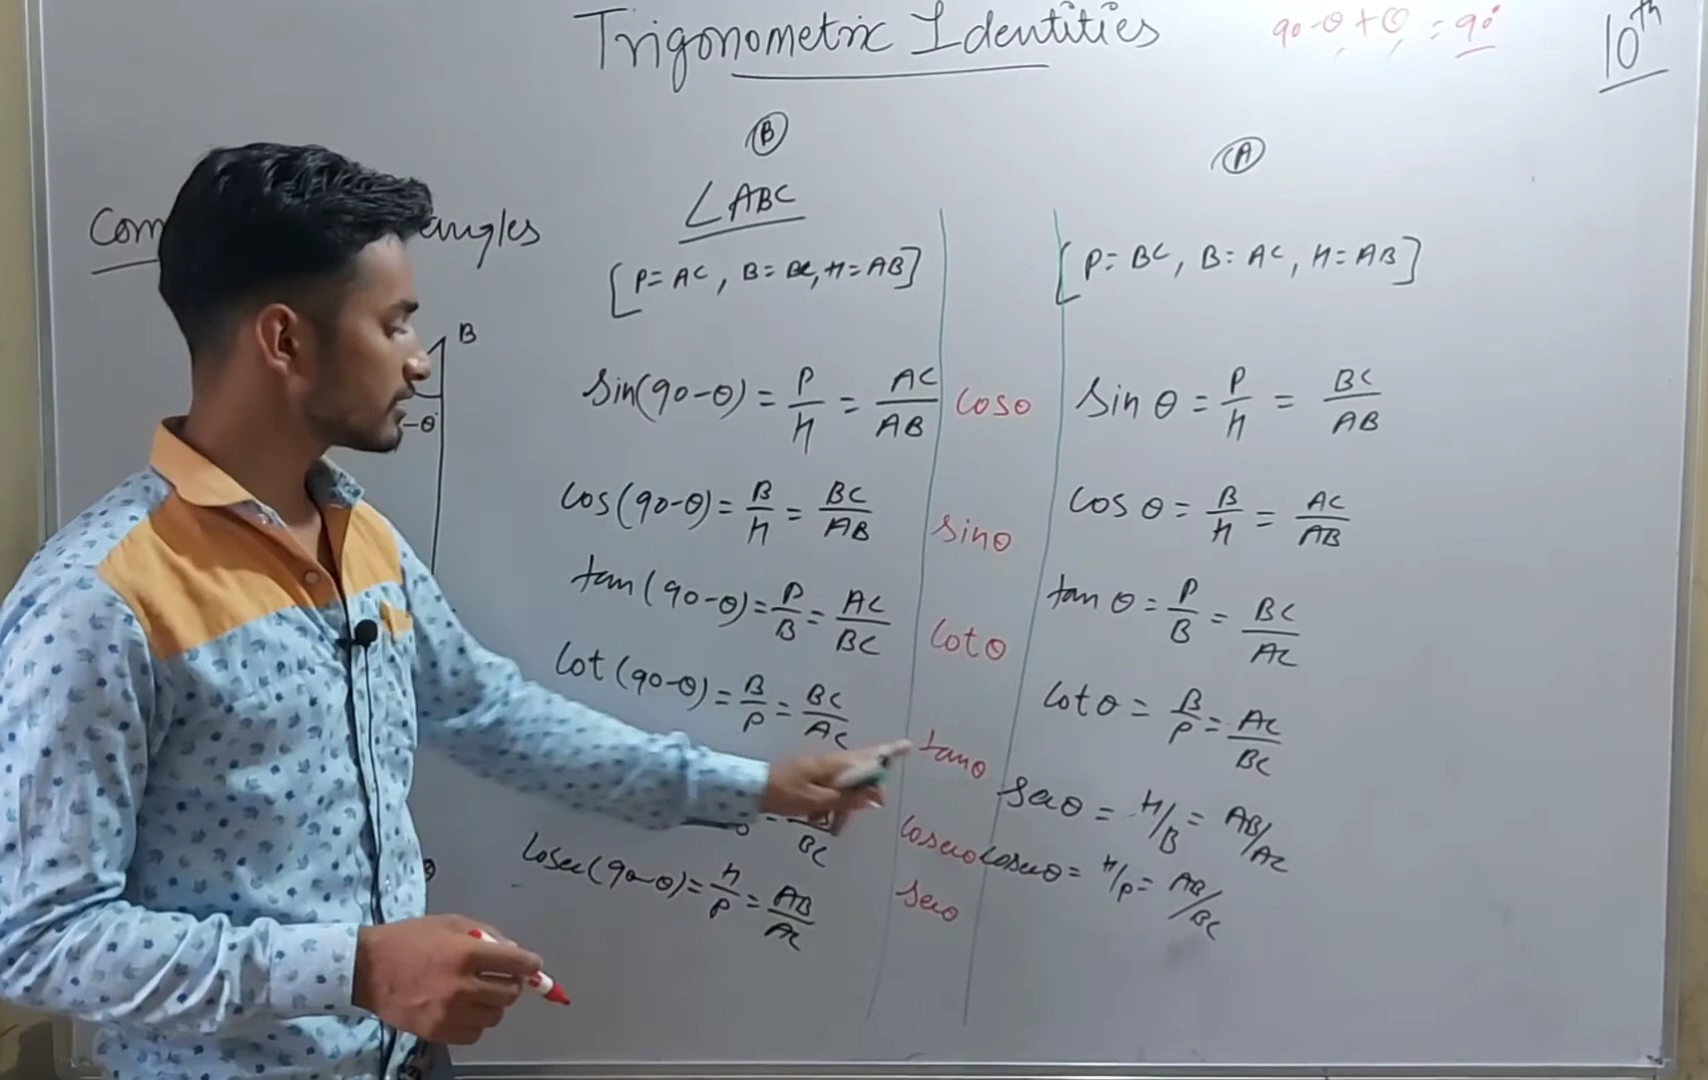 Trigonometric Identities
90-θ+θ = 90°
10th
B
A
∠ABC
angles
[P=AC, B=BC, H=AB]
[P=BC, B=AC, H=AB]
B
-θ
sin(90-θ) = P/H = AC/AB cosθ
sin θ = P/H = BC/AB
cos(90-θ) = B/H = BC/AB sinθ
cos θ = B/H = AC/AB
tan(90-θ) = P/B = AC/BC cotθ
tan θ = P/B = BC/AC
cot(90-θ) = B/P = BC/AC tanθ
cot θ = B/P = AC/BC
BC cosecθ
secθ = H/B = AB/AC
cosec(90-θ) = H/P = AB/AC secθ
cosecθ = H/P = AB/BC